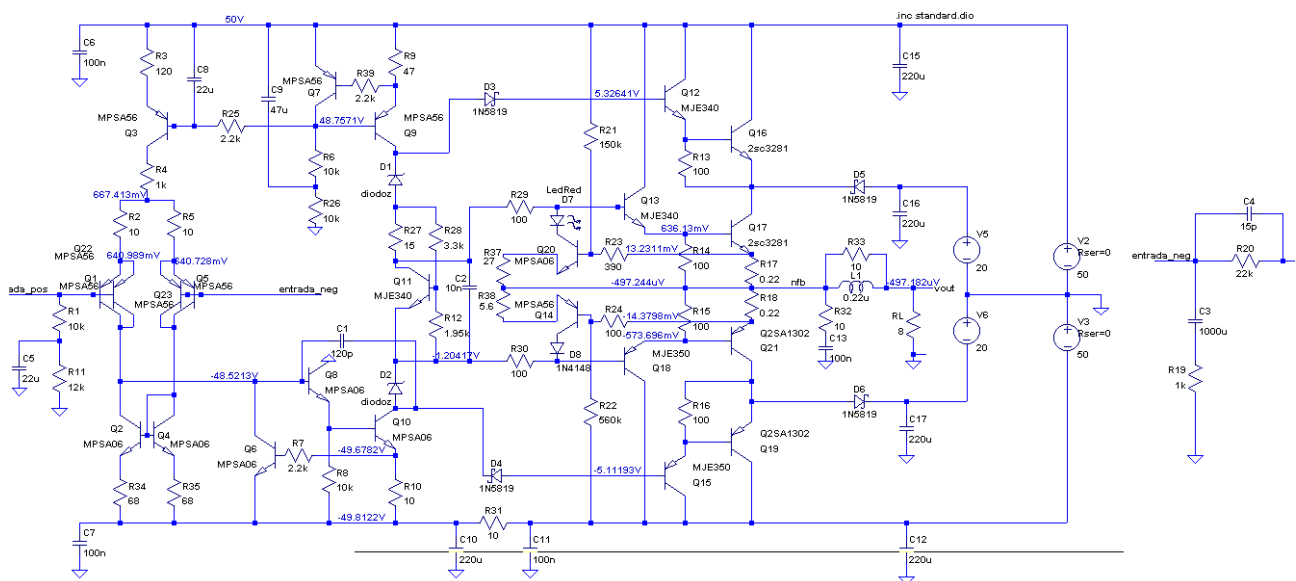 50V
.inc standard.dio
C6
100n
R3
120
C8
22u
C9
47u
MPSA56
Q7
R39
2.2k
R9
47
MPSA56
Q9
MPSA56
Q3
R25
2.2k
48.7571V
D3
1N5819
5.32641V
Q12
MJE340
C15
220u
R21
150k
Q16
2sc3281
R13
100
R4
1k
R6
10k
R26
10k
D1
diodoz
667.413mV
R2
10
R5
10
Q22
MPSA56
640.989mV
640.728mV
Q1
MPSA56
Q23
MPSA56
Q5
MPSA56
ada_pos
entrada_neg
R27
15
R28
3.3k
R29
100
LedRed
D7
Q13
MJE340
Q20
MPSA06
R37
27
R38
5.6
R23
390
636.13mV
13.2311mV
Q17
2sc3281
R14
100
R17
0.22
R18
0.22
D5
1N5819
C16
220u
V5
20
V2
Rser=0
50
R33
10
L1
0.22u
nfb
-497.244uV
-497.182uV
vout
Q11
MJE340
C2
10n
R12
1.95k
R1
10k
C5
22u
R11
12k
C1
120p
-1.20417V
R30
100
MPSA56
Q14
D8
1N4148
R24
100
-14.3798mV
-573.696mV
R15
100
MJE350
Q18
Q2SA1302
Q21
R32
10
C13
100n
RL
8
V6
20
V3
Rser=0
50
-48.5213V
Q8
MPSA06
D2
diodoz
Q10
MPSA06
Q2
MPSA06
Q4
MPSA06
Q6
MPSA06
R7
2.2k
-49.6782V
R8
10k
R10
10
D4
1N5819
R22
560k
-5.11193V
R16
100
MJE350
Q15
Q2SA1302
Q19
D6
1N5819
C17
220u
R34
68
R35
68
C7
100n
-49.8122V
R31
10
C10
220u
C11
100n
C12
220u
entrada_neg
C4
15p
R20
22k
C3
1000u
R19
1k